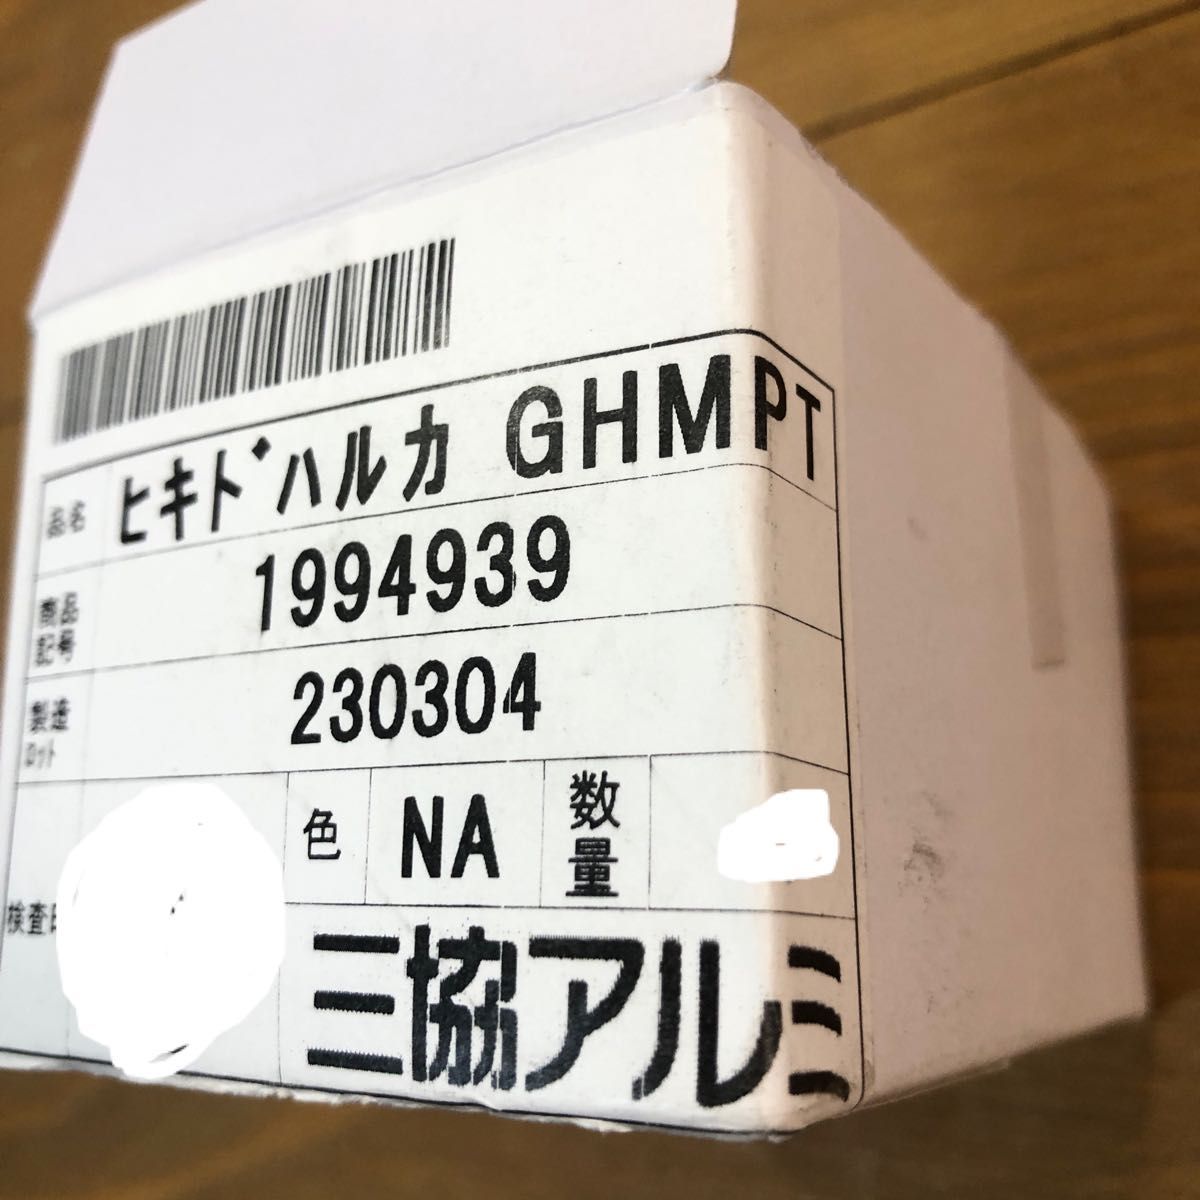 品名 ヒキドハルカ GHMPT
商品記号 1994939
製造ロット 230304
色 NA 数量
検査日
三協アルミ